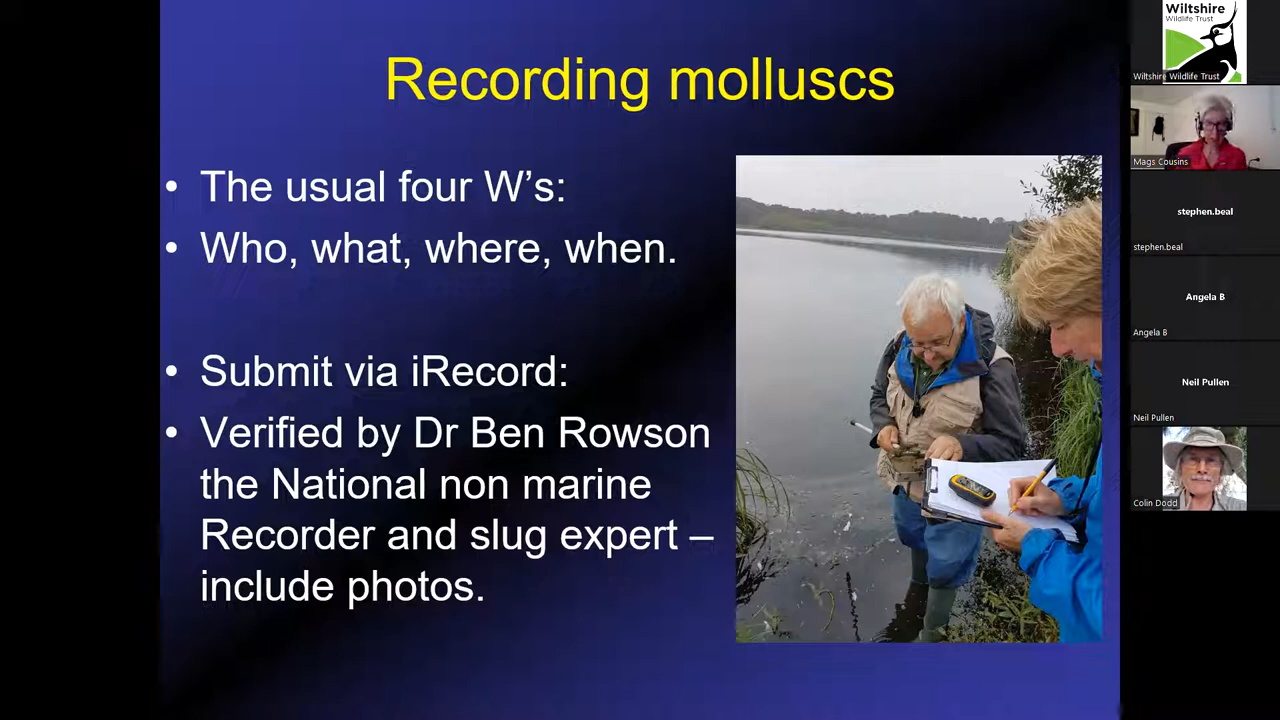 Recording molluscs
• The usual four W's:
• Who, what, where, when.
• Submit via iRecord:
• Verified by Dr Ben Rowson
the National non marine
Recorder and slug expert –
include photos.
Wiltshire
Wildlife Trust
Wiltshire Wildlife Trust
Mags Cousins
stephen.beal
stephen.beal
Angela B
Angela B
Neil Pullen
Neil Pullen
Colin Dodd